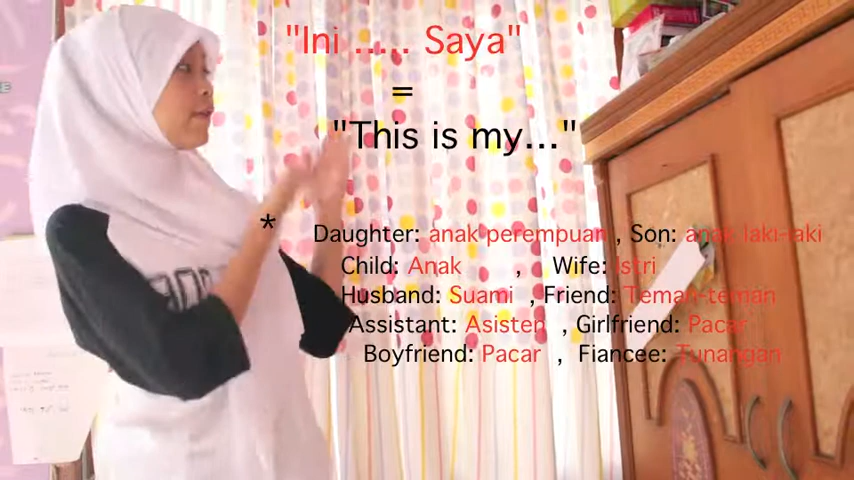 "Ini ..... Saya"
=
"This is my..."
*
Daughter: anak perempuan , Son: anak laki-laki
Child: Anak , Wife: Istri
Husband: Suami , Friend: Teman-teman
Assistant: Asisten , Girlfriend: Pacar
Boyfriend: Pacar , Fiancee: Tunangan